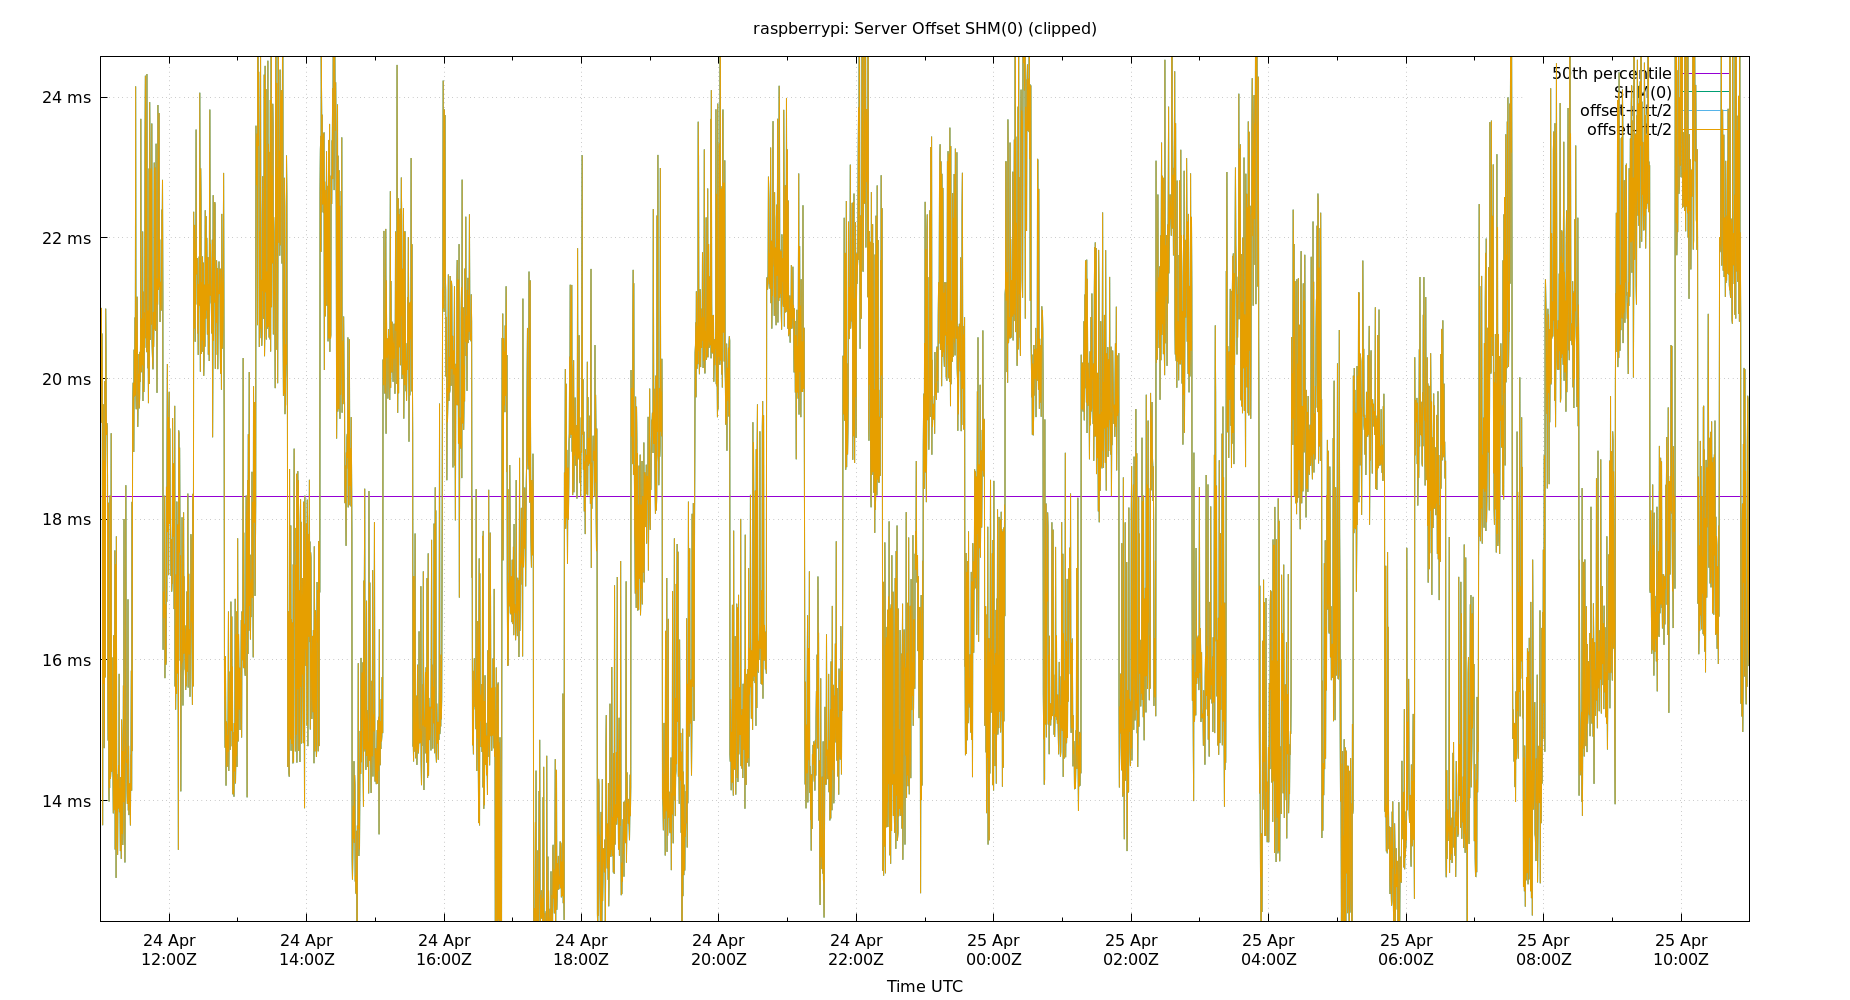 raspberrypi: Server Offset SHM(0) (clipped)
50th percentile
SHM(0)
offset+rtt/2
offset-rtt/2
24 ms
22 ms
20 ms
18 ms
16 ms
14 ms
24 Apr 24 Apr 24 Apr 24 Apr 24 Apr 24 Apr 25 Apr 25 Apr 25 Apr 25 Apr 25 Apr 25 Apr
12:00Z 14:00Z 16:00Z 18:00Z 20:00Z 22:00Z 00:00Z 02:00Z 04:00Z 06:00Z 08:00Z 10:00Z
Time UTC